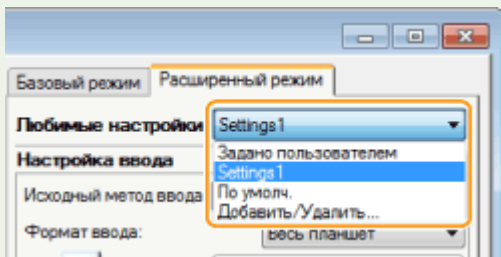 Базовый режим Расширенный режим
Любимые настройки Settings1
Задано пользователем
Настройка ввода
Settings1
Исходный метод ввода По умолч.
Добавить/Удалить...
Формат ввода: Весь планшет